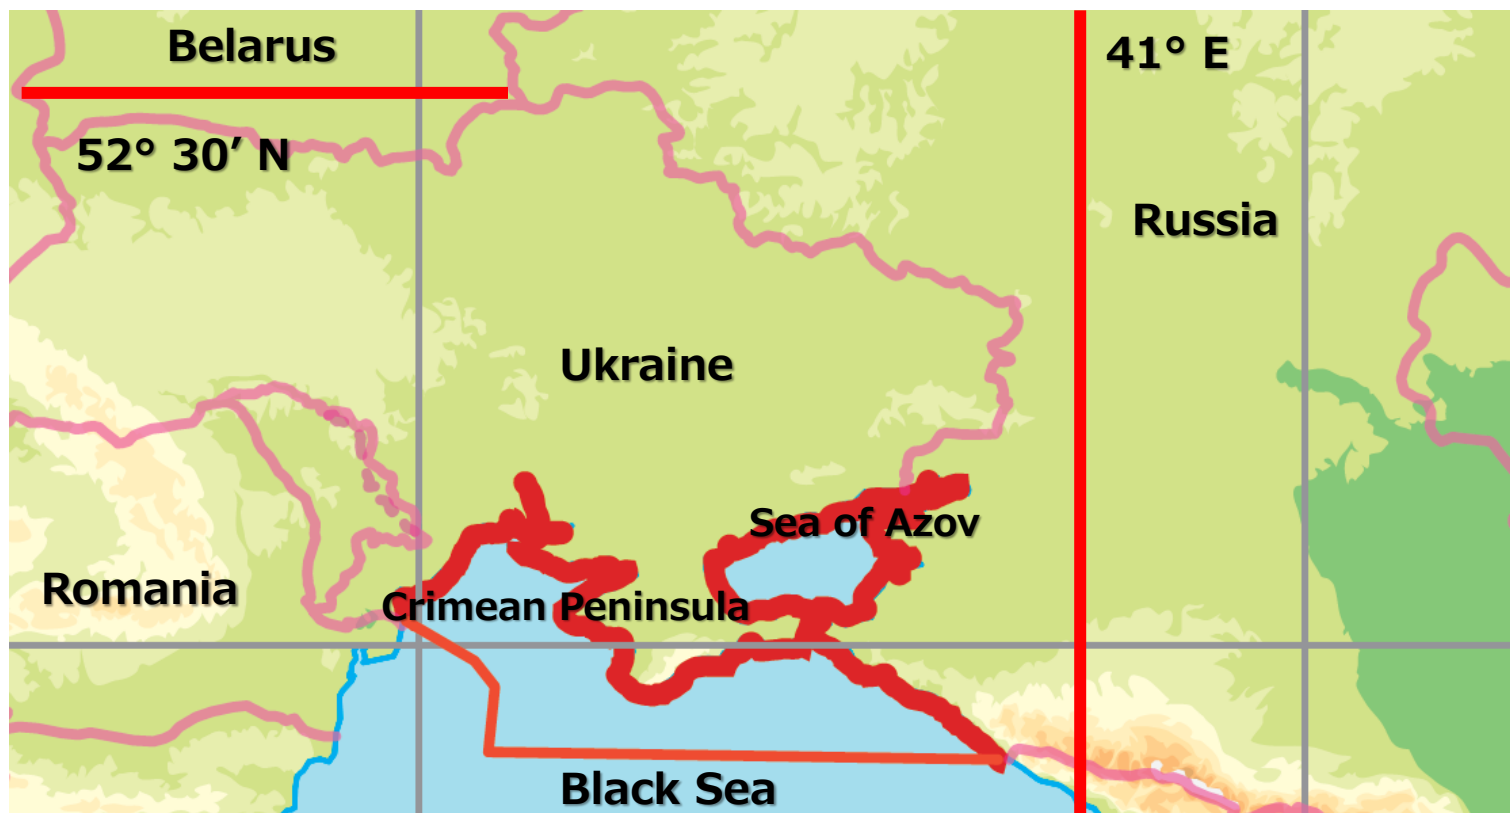 Belarus
41° E
52° 30′ N
Russia
Ukraine
Sea of Azov
Romania
Crimean Peninsula
Black Sea